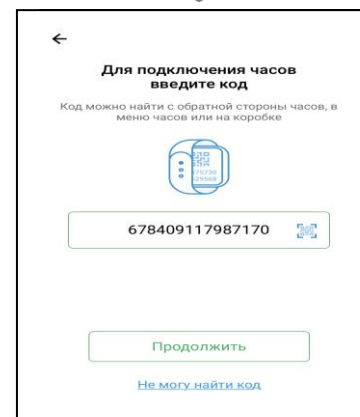 Для подключения часов
введите код
Код можно найти с обратной стороны часов, в
меню часов или на коробке
678409117987170
Продолжить
Не могу найти код